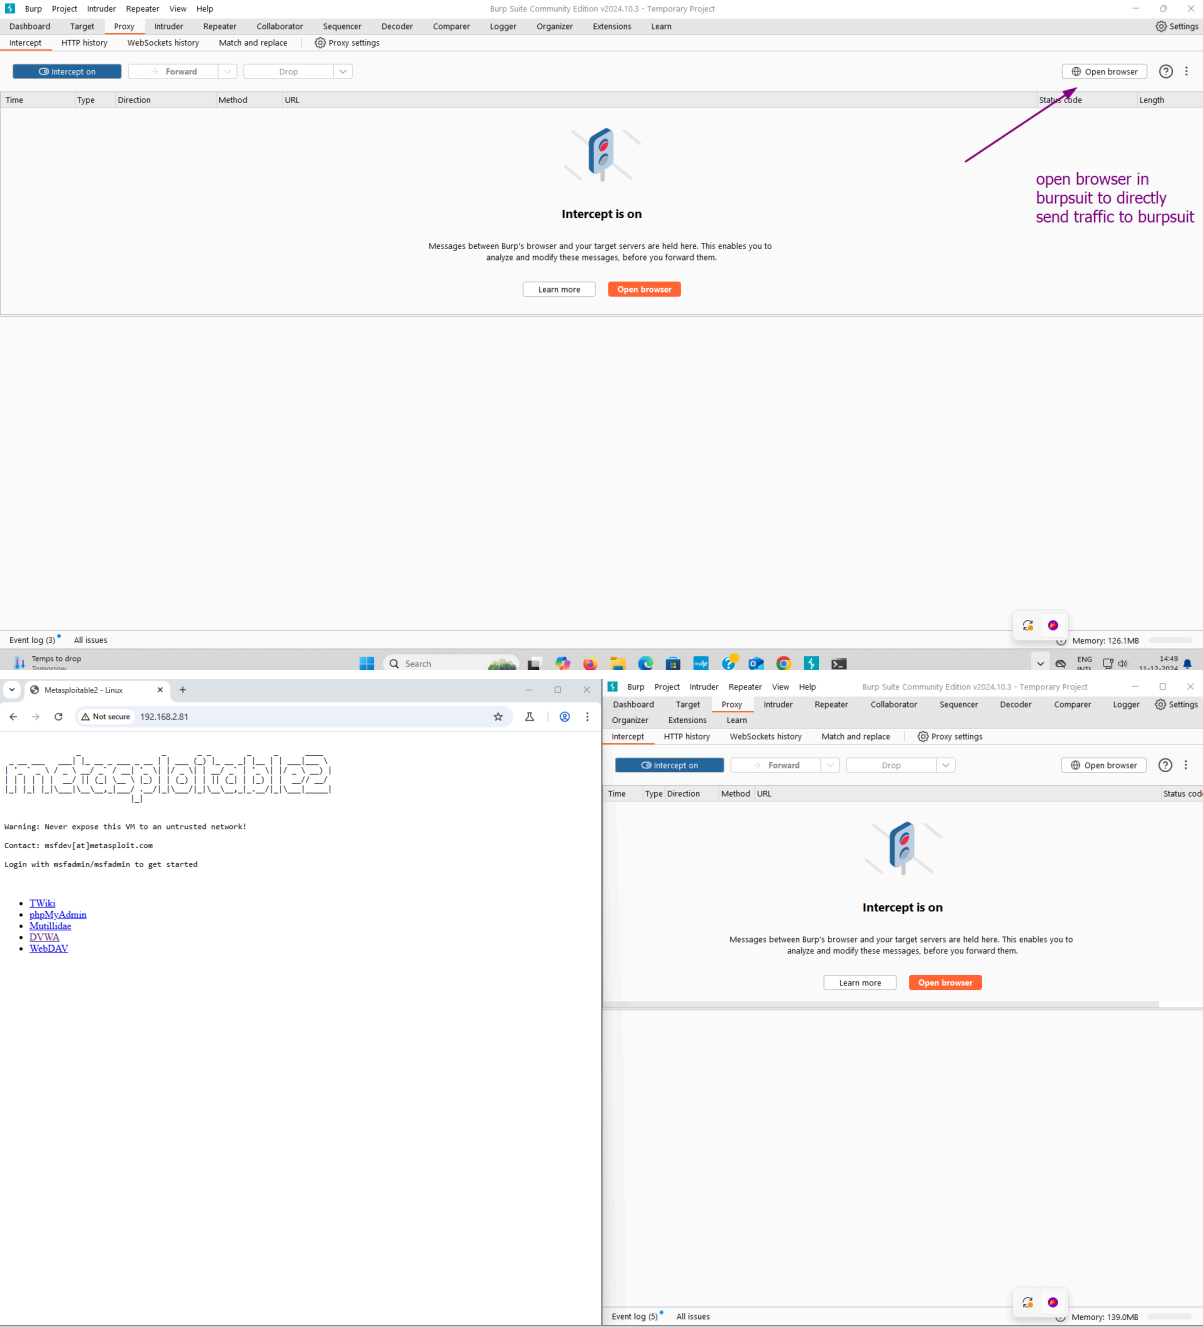 Burp Project Intruder Repeater View Help Burp Suite Community Edition v2024.10.3 - Temporary Project
Dashboard Target Proxy Intruder Repeater Collaborator Sequencer Decoder Comparer Logger Organizer Extensions Learn Settings
Intercept HTTP history WebSockets history Match and replace Proxy settings
Intercept on Forward Drop Open browser
Time Type Direction Method URL Status code Length
Intercept is on
Messages between Burp's browser and your target servers are held here. This enables you to
analyze and modify these messages, before you forward them.
Learn more Open browser
open browser in
burpsuit to directly
send traffic to burpsuit
Event log (3) All issues Memory: 126.1MB
Temps to drop
Tomorrow
Search
ENG
INTL
14:49
11-12-2024
Metasploitable2 - Linux
Not secure 192.168.2.81
metasploitable2
Warning: Never expose this VM to an untrusted network!
Contact: msfdev[at]metasploit.com
Login with msfadmin/msfadmin to get started
TWiki
phpMyAdmin
Mutillidae
DVWA
WebDAV
Burp Project Intruder Repeater View Help Burp Suite Community Edition v2024.10.3 - Temporary Project
Dashboard Target Proxy Intruder Repeater Collaborator Sequencer Decoder Comparer Logger Settings
Organizer Extensions Learn
Intercept HTTP history WebSockets history Match and replace Proxy settings
Intercept on Forward Drop Open browser
Time Type Direction Method URL Status code
Intercept is on
Messages between Burp's browser and your target servers are held here. This enables you to
analyze and modify these messages, before you forward them.
Learn more Open browser
Event log (5) All issues Memory: 139.0MB